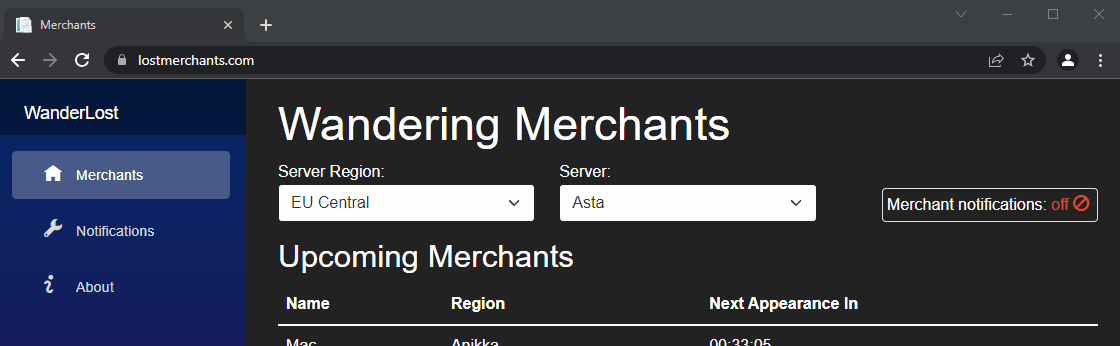 Merchants
lostmerchants.com
WanderLost
Merchants
Notifications
About
Wandering Merchants
Server Region: Server:
EU Central Asta
Merchant notifications: off
Upcoming Merchants
Name Region Next Appearance In
Mac Anikka 00:33:05